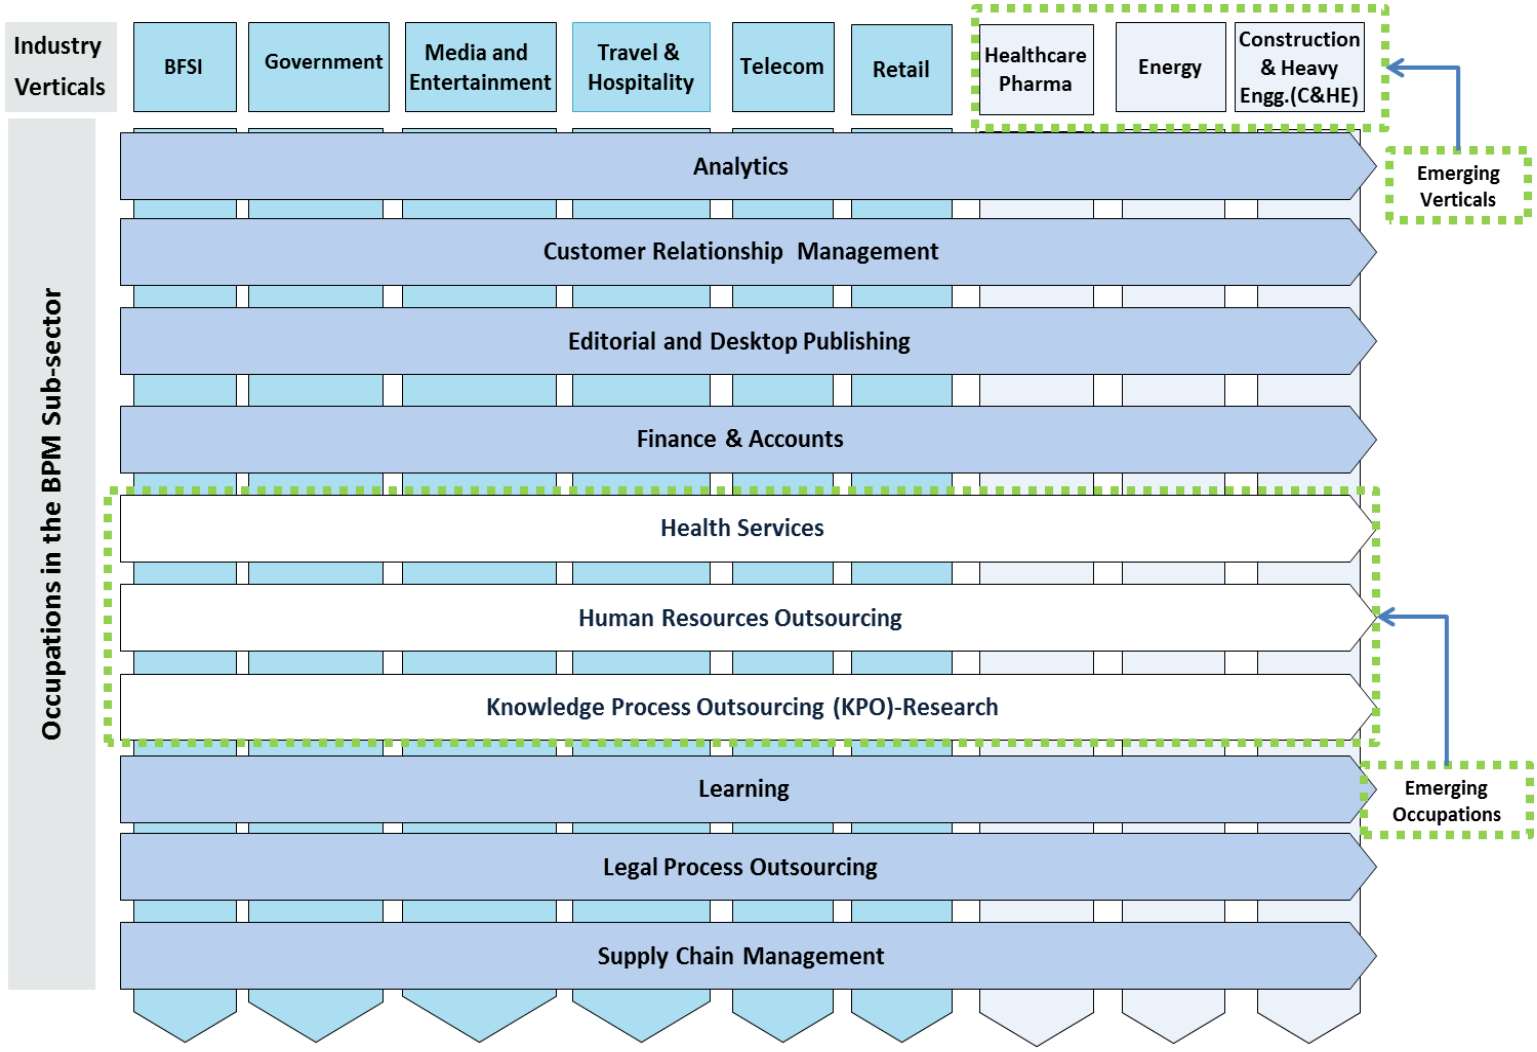 Industry
Verticals
BFSI
Government
Media and
Entertainment
Travel &
Hospitality
Telecom
Retail
Healthcare
Pharma
Energy
Construction
& Heavy
Engg.(C&HE)
Emerging
Verticals
Occupations in the BPM Sub-sector
Analytics
Customer Relationship Management
Editorial and Desktop Publishing
Finance & Accounts
Health Services
Human Resources Outsourcing
Knowledge Process Outsourcing (KPO)-Research
Learning
Emerging
Occupations
Legal Process Outsourcing
Supply Chain Management